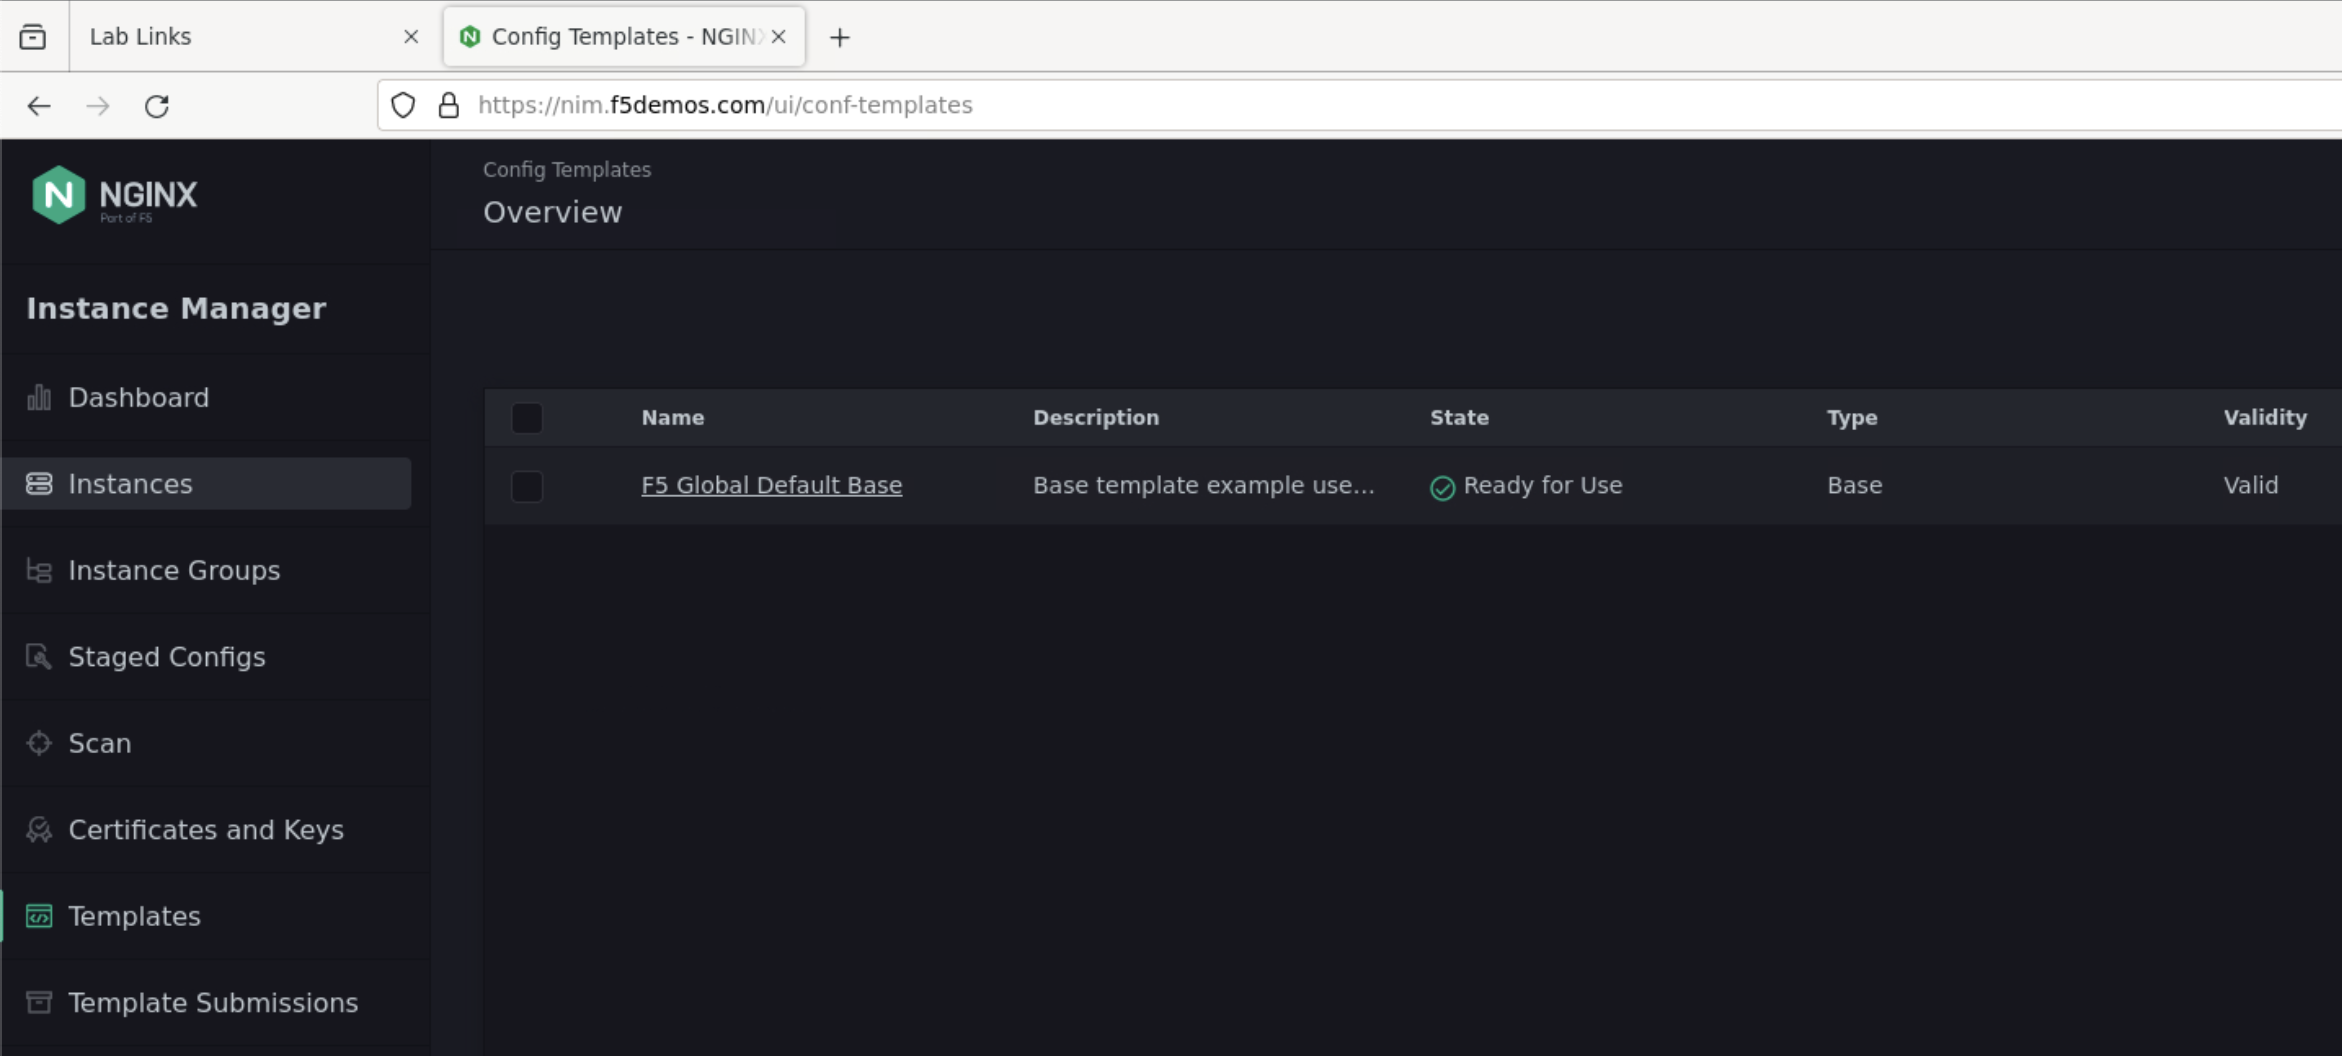 Lab Links
Config Templates - NGINX
https://nim.f5demos.com/ui/conf-templates
NGINX
Part of F5
Config Templates
Overview
Instance Manager
Dashboard
Instances
Instance Groups
Staged Configs
Scan
Certificates and Keys
Templates
Template Submissions
Name Description State Type Validity
F5 Global Default Base Base template example use... Ready for Use Base Valid